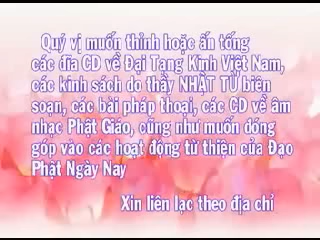 Quý vị muốn thỉnh hoặc ấn tống
các đĩa CD về Đại Tạng Kinh Việt Nam,
các kinh sách do thầy NHẬT TỪ biên
soạn, các bài pháp thoại, các CD về âm
nhạc Phật Giáo, cũng như muốn đóng
góp vào các hoạt động từ thiện của Đạo
Phật Ngày Nay
Xin liên lạc theo địa chỉ